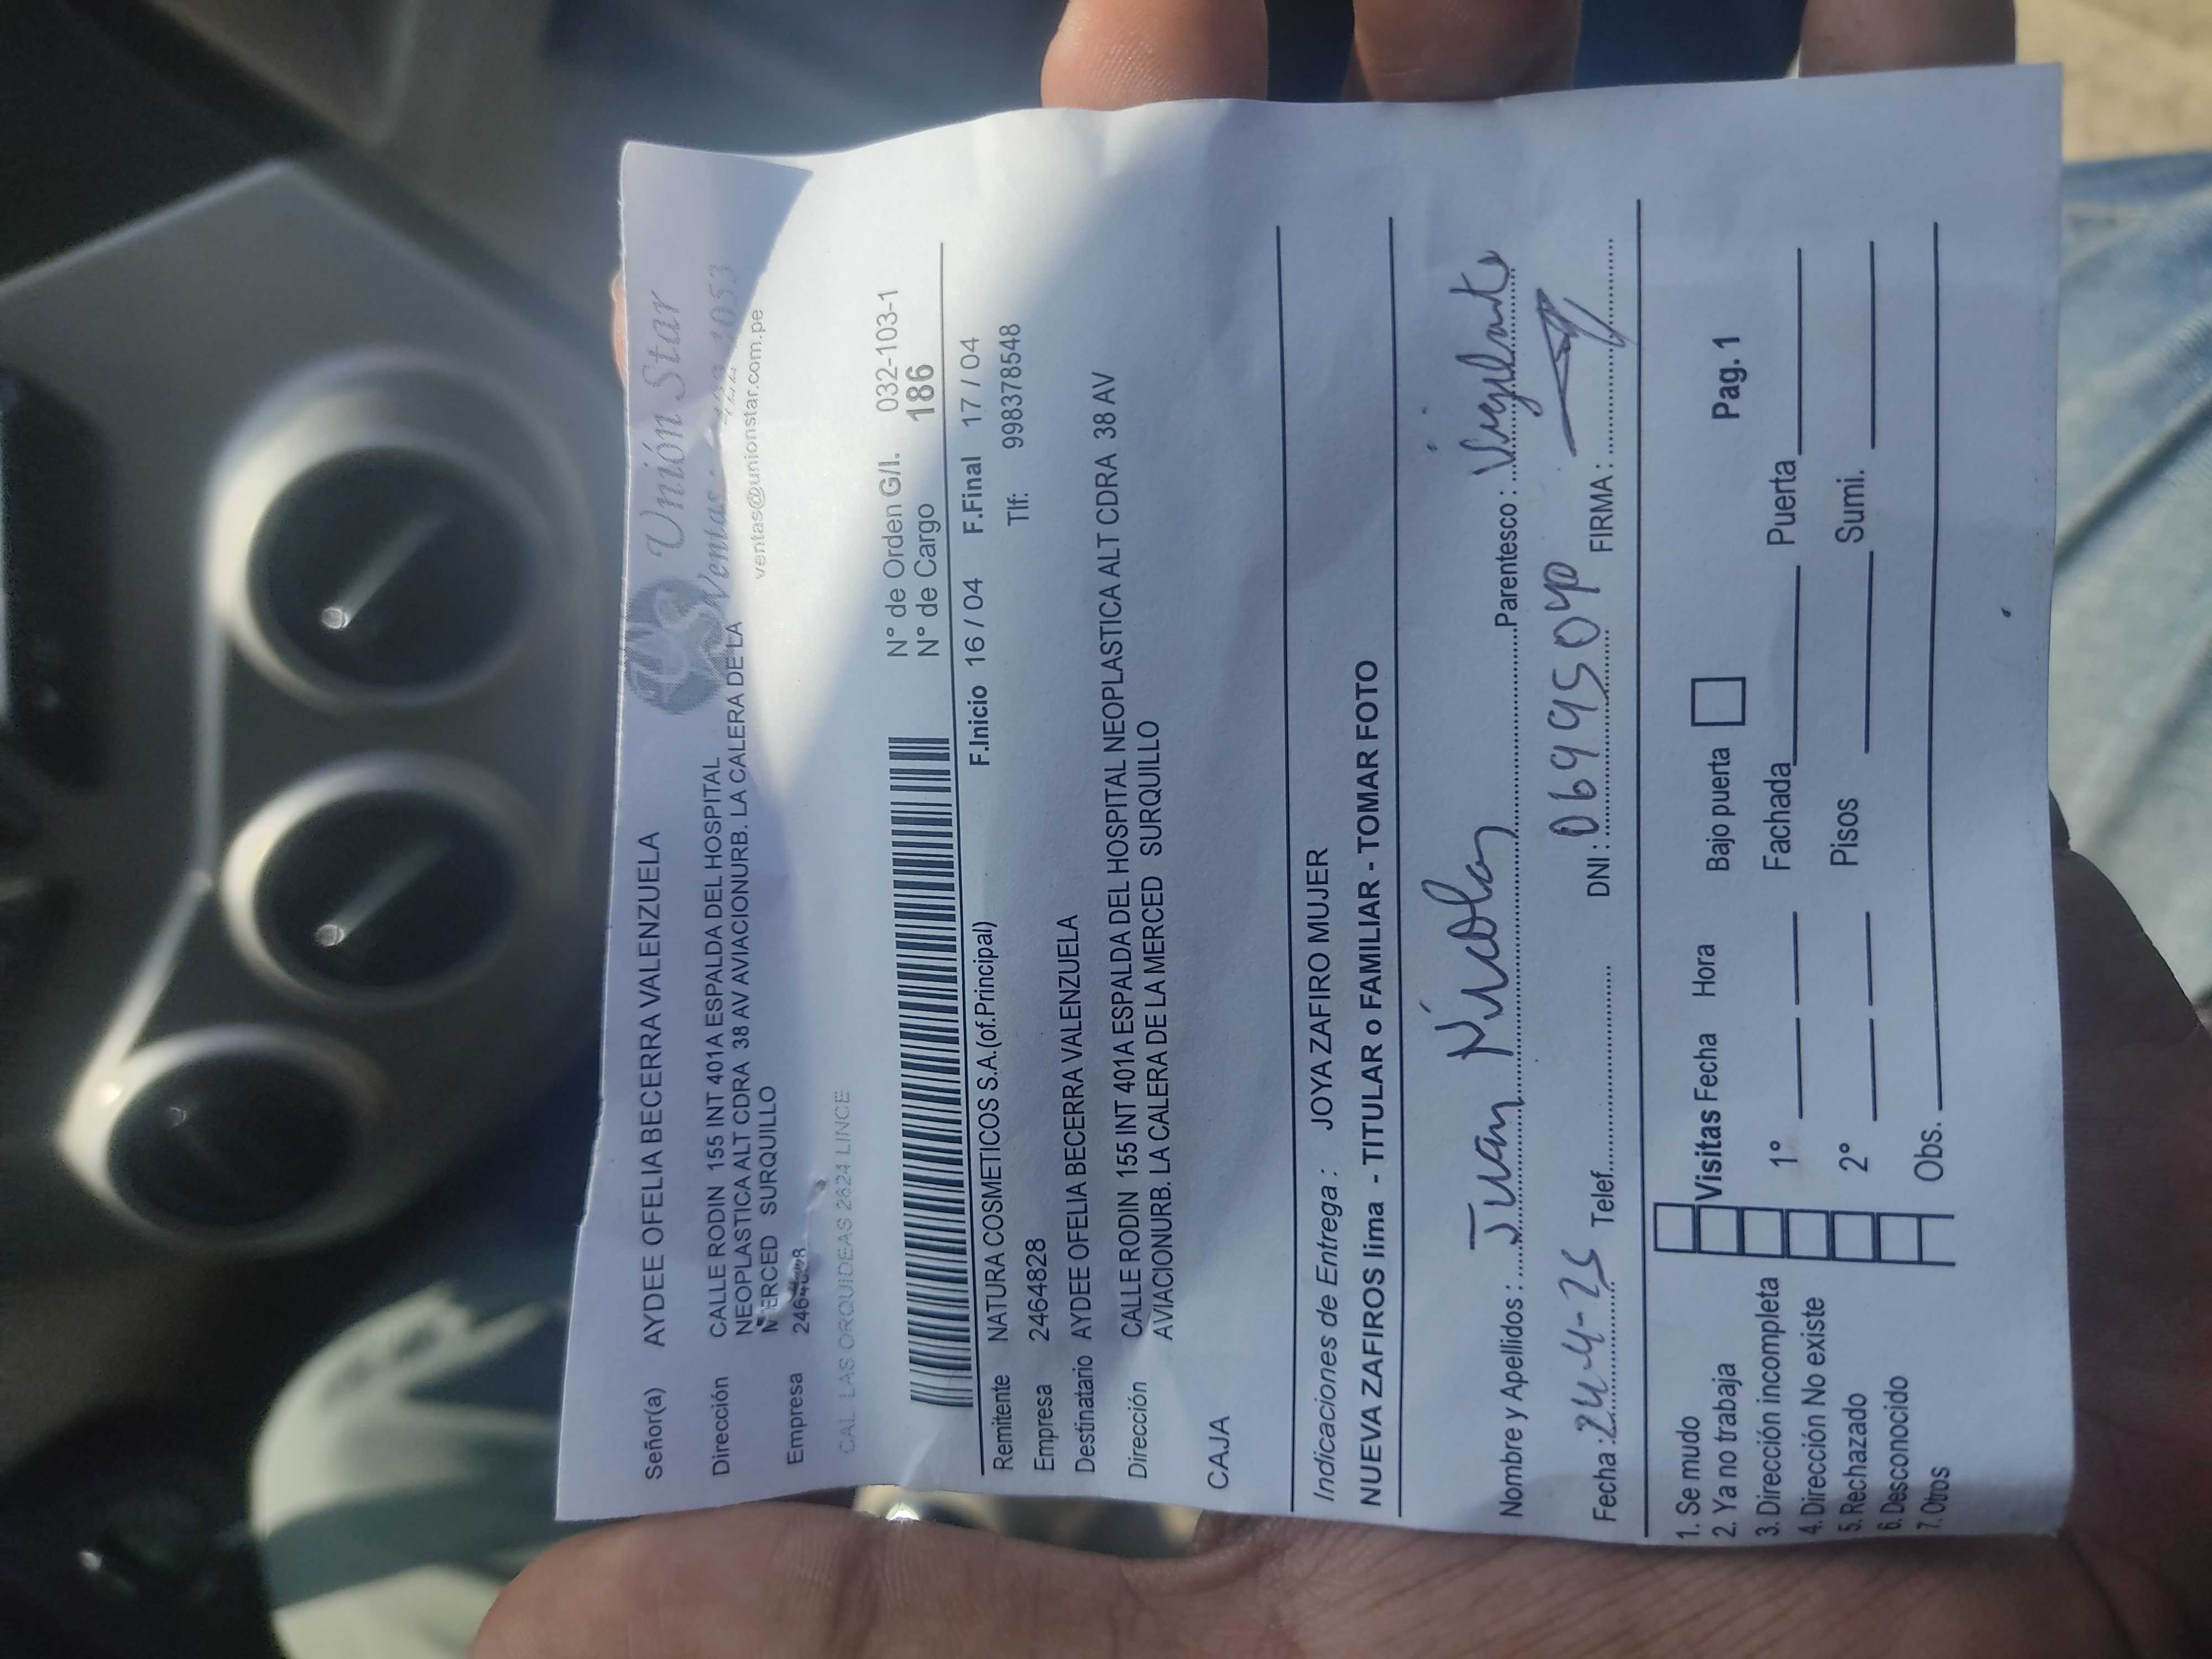 Señor(a) AYDEE OFELIA BECERRA VALENZUELA
Unión Star
Dirección CALLE RODIN 155 INT 401A ESPALDA DEL HOSPITAL
NEOPLASTICA ALT CDRA 38 AV AVIACIONURB. LA CALERA DE LA
MERCED SURQUILLO
Ventas: 1053
ventas@unionstar.com.pe
Empresa
CAL. LAS ORQUIDEAS 2624 LINCE
N° de Orden G/I. 032-103-1
N° de Cargo 186
F.Inicio 16 / 04 F.Final 17 / 04
Remitente NATURA COSMETICOS S.A.(of.Principal)
Tlf: 998378548
Empresa 2464828
Destinatario AYDEE OFELIA BECERRA VALENZUELA
Dirección CALLE RODIN 155 INT 401A ESPALDA DEL HOSPITAL NEOPLASTICA ALT CDRA 38 AV
AVIACIONURB. LA CALERA DE LA MERCED SURQUILLO
CAJA
Indicaciones de Entrega : JOYA ZAFIRO MUJER
NUEVA ZAFIROS lima - TITULAR o FAMILIAR - TOMAR FOTO
Nombre y Apellidos : Juan Nicolas Parentesco : Vigilante
Fecha : 24-4-25 Telef. DNI : FIRMA :
1. Se mudo
2. Ya no trabaja
3. Dirección incompleta
4. Dirección No existe
5. Rechazado
6. Desconocido
7. Otros
Visitas Fecha Hora Bajo puerta Pag. 1
1° Fachada Puerta
2° Pisos Sumi.
Obs.